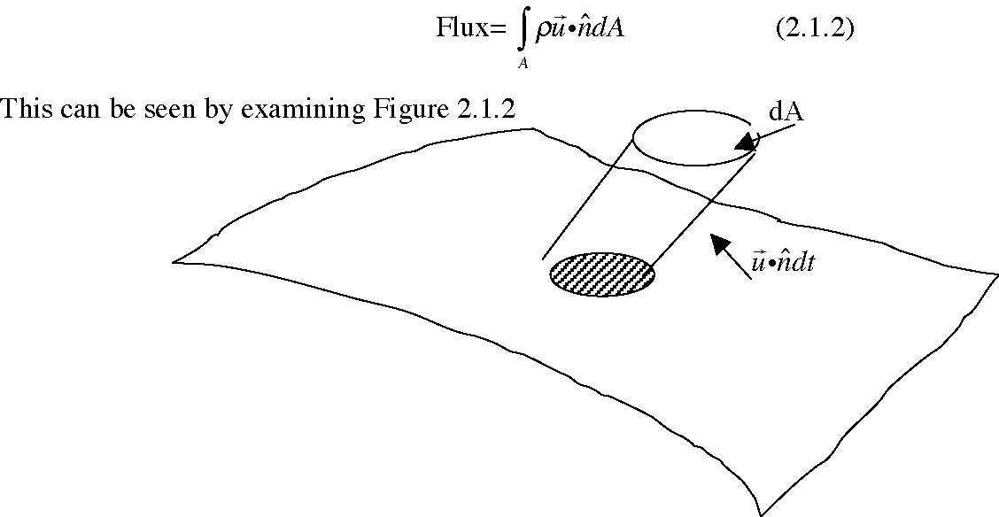 Flux= ∫_A ρu⃗•n̂dA (2.1.2)
This can be seen by examining Figure 2.1.2
dA
u⃗•n̂dt